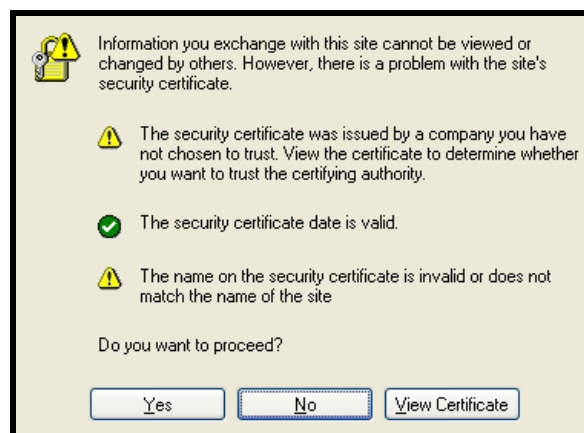 Information you exchange with this site cannot be viewed or
changed by others. However, there is a problem with the site's
security certificate.
The security certificate was issued by a company you have
not chosen to trust. View the certificate to determine whether
you want to trust the certifying authority.
The security certificate date is valid.
The name on the security certificate is invalid or does not
match the name of the site
Do you want to proceed?
Yes No View Certificate